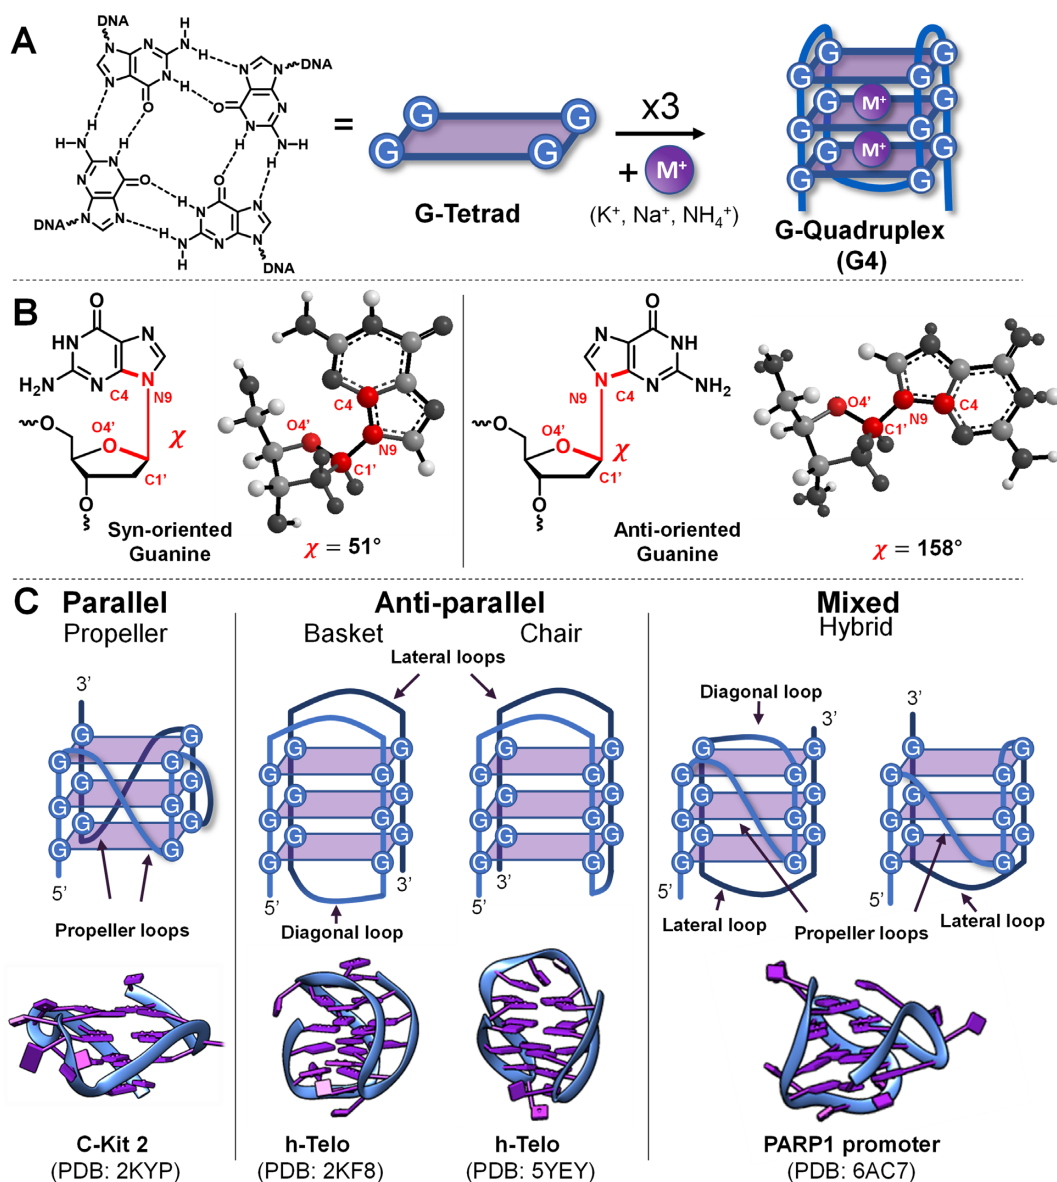 A
DNA
N
N
N
H
H
N
N
H
O
N
N
DNA
O
N
N
N
H
N
H
H
H
H
H
H-N
N
N
H
O
O
N
N
N
H
N
N
N
H
N
N
DNA
H
N
DNA
=
G
G
G
G
G-Tetrad
x3
+ M⁺
(K⁺, Na⁺, NH₄⁺)
G
G
G
G
G
M⁺
G
G
G
G
M⁺
G
G
G
G-Quadruplex
(G4)
B
O
NH
N
H₂N
N
N
C4
N9
O
O4'
O
χ
C1'
O
Syn-oriented
Guanine
C4
O4'
N9
C1'
χ = 51°
O
N
NH
N
N
NH₂
N9
C4
O
O4'
O
χ
C1'
O
Anti-oriented
Guanine
O4'
C1'
N9
C4
χ = 158°
C
Parallel
Propeller
3'
G
G
G
G
G
G
G
G
G
G
G
5'
Propeller loops
C-Kit 2
(PDB: 2KYP)
Anti-parallel
Basket
Chair
Lateral loops
G
G
G
G
G
G
G
G
G
G
G
G
5'
3'
Diagonal loop
G
G
G
G
G
G
G
G
G
G
G
G
5'
3'
h-Telo
(PDB: 2KF8)
h-Telo
(PDB: 5YEY)
Mixed
Hybrid
Diagonal loop
3'
G
G
G
G
G
G
G
G
G
G
5'
3'
G
G
G
G
G
G
G
G
G
G
G
5'
Lateral loop
Propeller loops
Lateral loop
PARP1 promoter
(PDB: 6AC7)